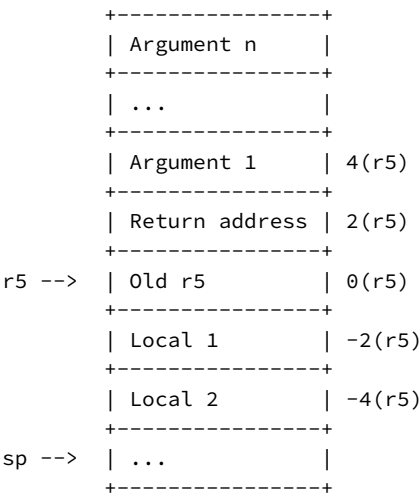 +----------------+
| Argument n     |
+----------------+
| ...            |
+----------------+
| Argument 1     | 4(r5)
+----------------+
| Return address | 2(r5)
+----------------+
r5 --> | Old r5         | 0(r5)
+----------------+
| Local 1        | -2(r5)
+----------------+
| Local 2        | -4(r5)
+----------------+
sp --> | ...            |
+----------------+